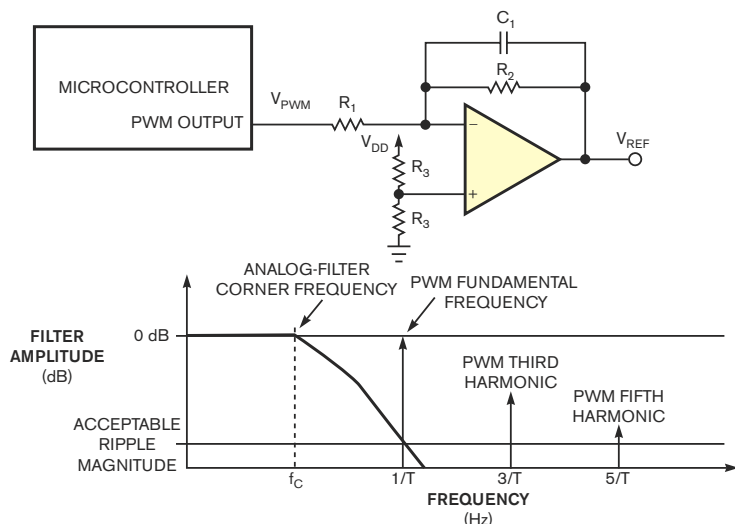 C1
R2
MICROCONTROLLER
PWM OUTPUT
VPWM
R1
−
VDD
R3
+
R3
VREF
ANALOG-FILTER
CORNER FREQUENCY
PWM FUNDAMENTAL
FREQUENCY
FILTER
AMPLITUDE
(dB)
0 dB
PWM THIRD
HARMONIC
PWM FIFTH
HARMONIC
ACCEPTABLE
RIPPLE
MAGNITUDE
fC
1/T
3/T
5/T
FREQUENCY
(Hz)